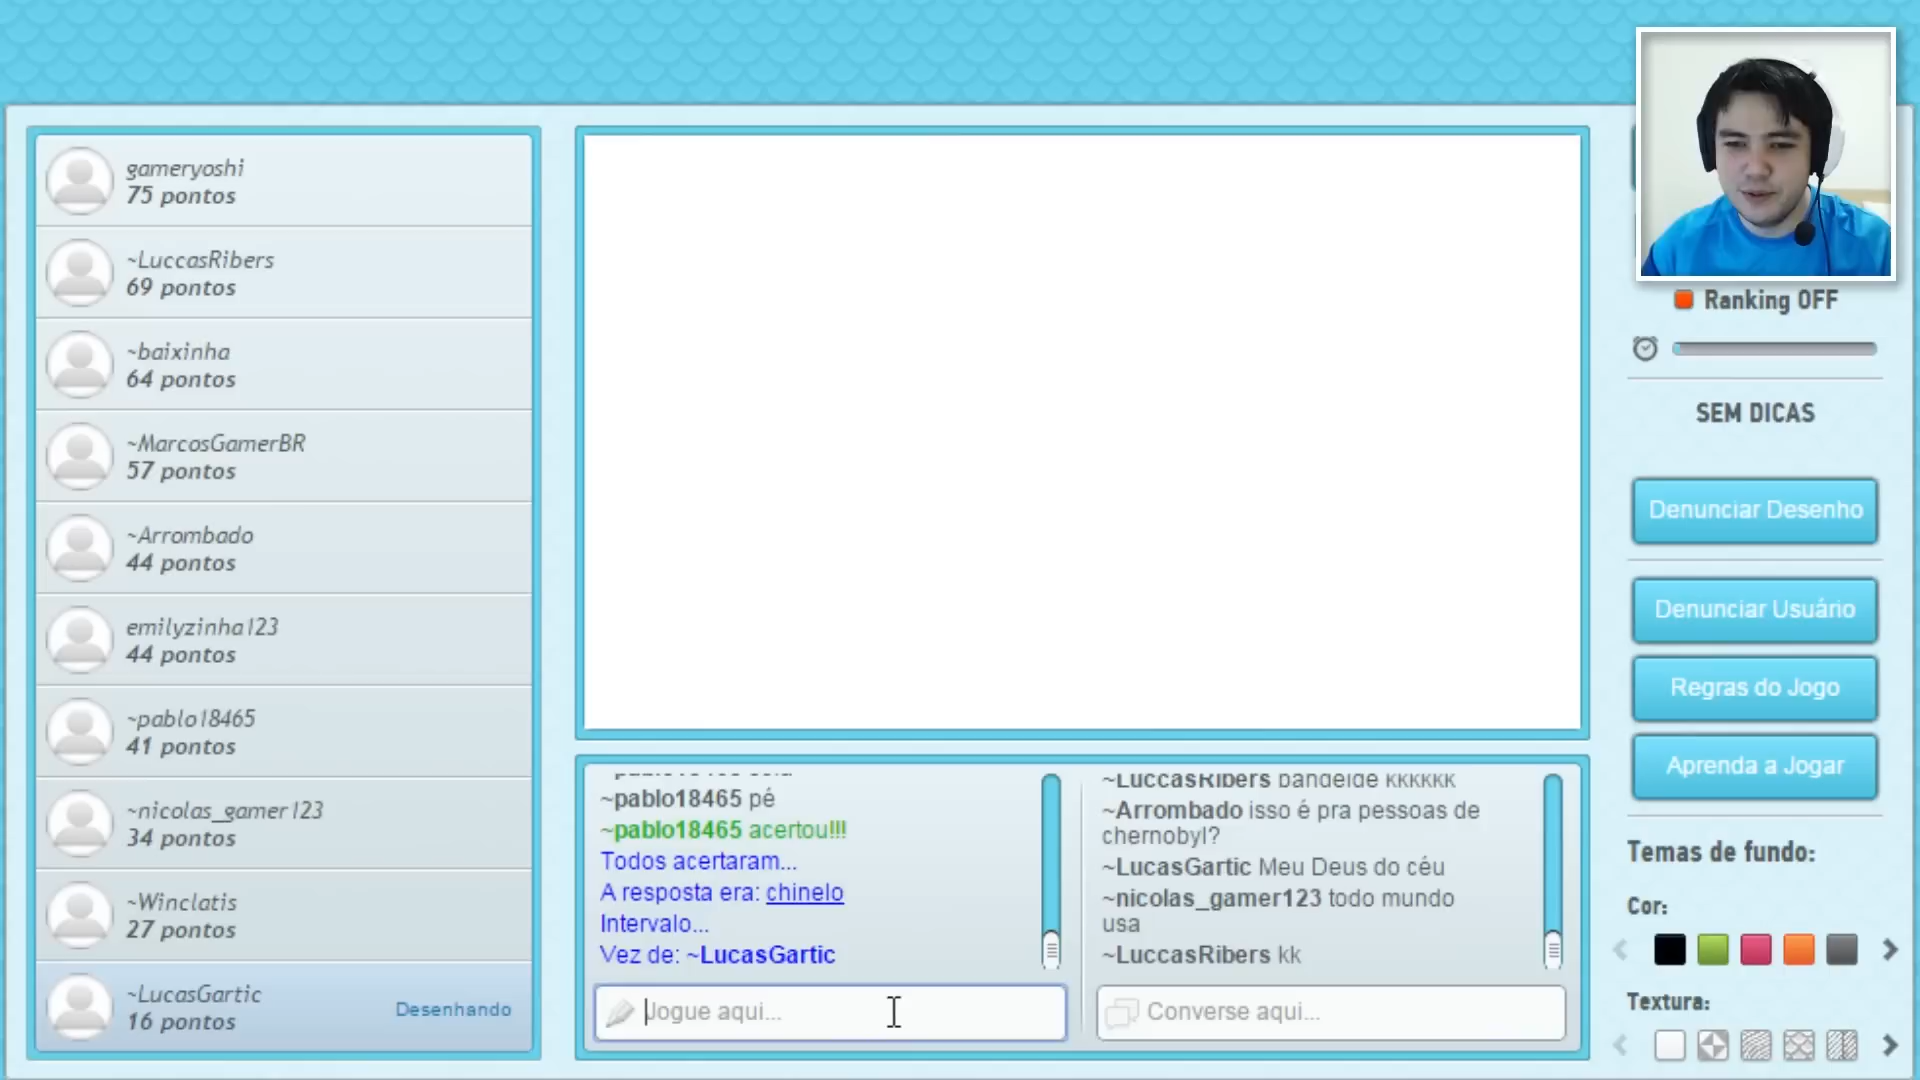 gameryoshi
75 pontos
~LuccasRibers
69 pontos
~baixinha
64 pontos
~MarcosGamerBR
57 pontos
~Arrombado
44 pontos
emilyzinha123
44 pontos
~pablo18465
41 pontos
~nicolas_gamer123
34 pontos
~Winclatis
27 pontos
~LucasGartic
16 pontos
Desenhando
~pablo18465 pé
~pablo18465 acertou!!!
Todos acertaram...
A resposta era: chinelo
Intervalo...
Vez de: ~LucasGartic
Jogue aqui...
~LuccasRibers bandeide kkkkkk
~Arrombado isso é pra pessoas de
chernobyl?
~LucasGartic Meu Deus do céu
~nicolas_gamer123 todo mundo
usa
~LuccasRibers kk
Converse aqui...
Ranking OFF
SEM DICAS
Denunciar Desenho
Denunciar Usuário
Regras do Jogo
Aprenda a Jogar
Temas de fundo:
Cor:
Textura: